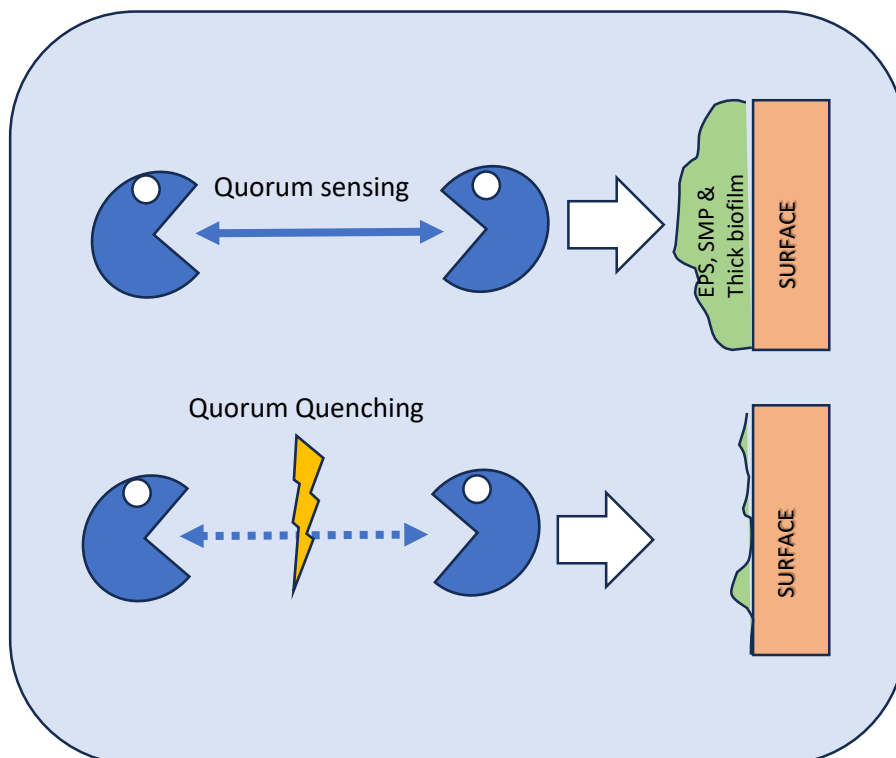 Quorum sensing
EPS, SMP &
Thick biofilm
SURFACE
Quorum Quenching
SURFACE